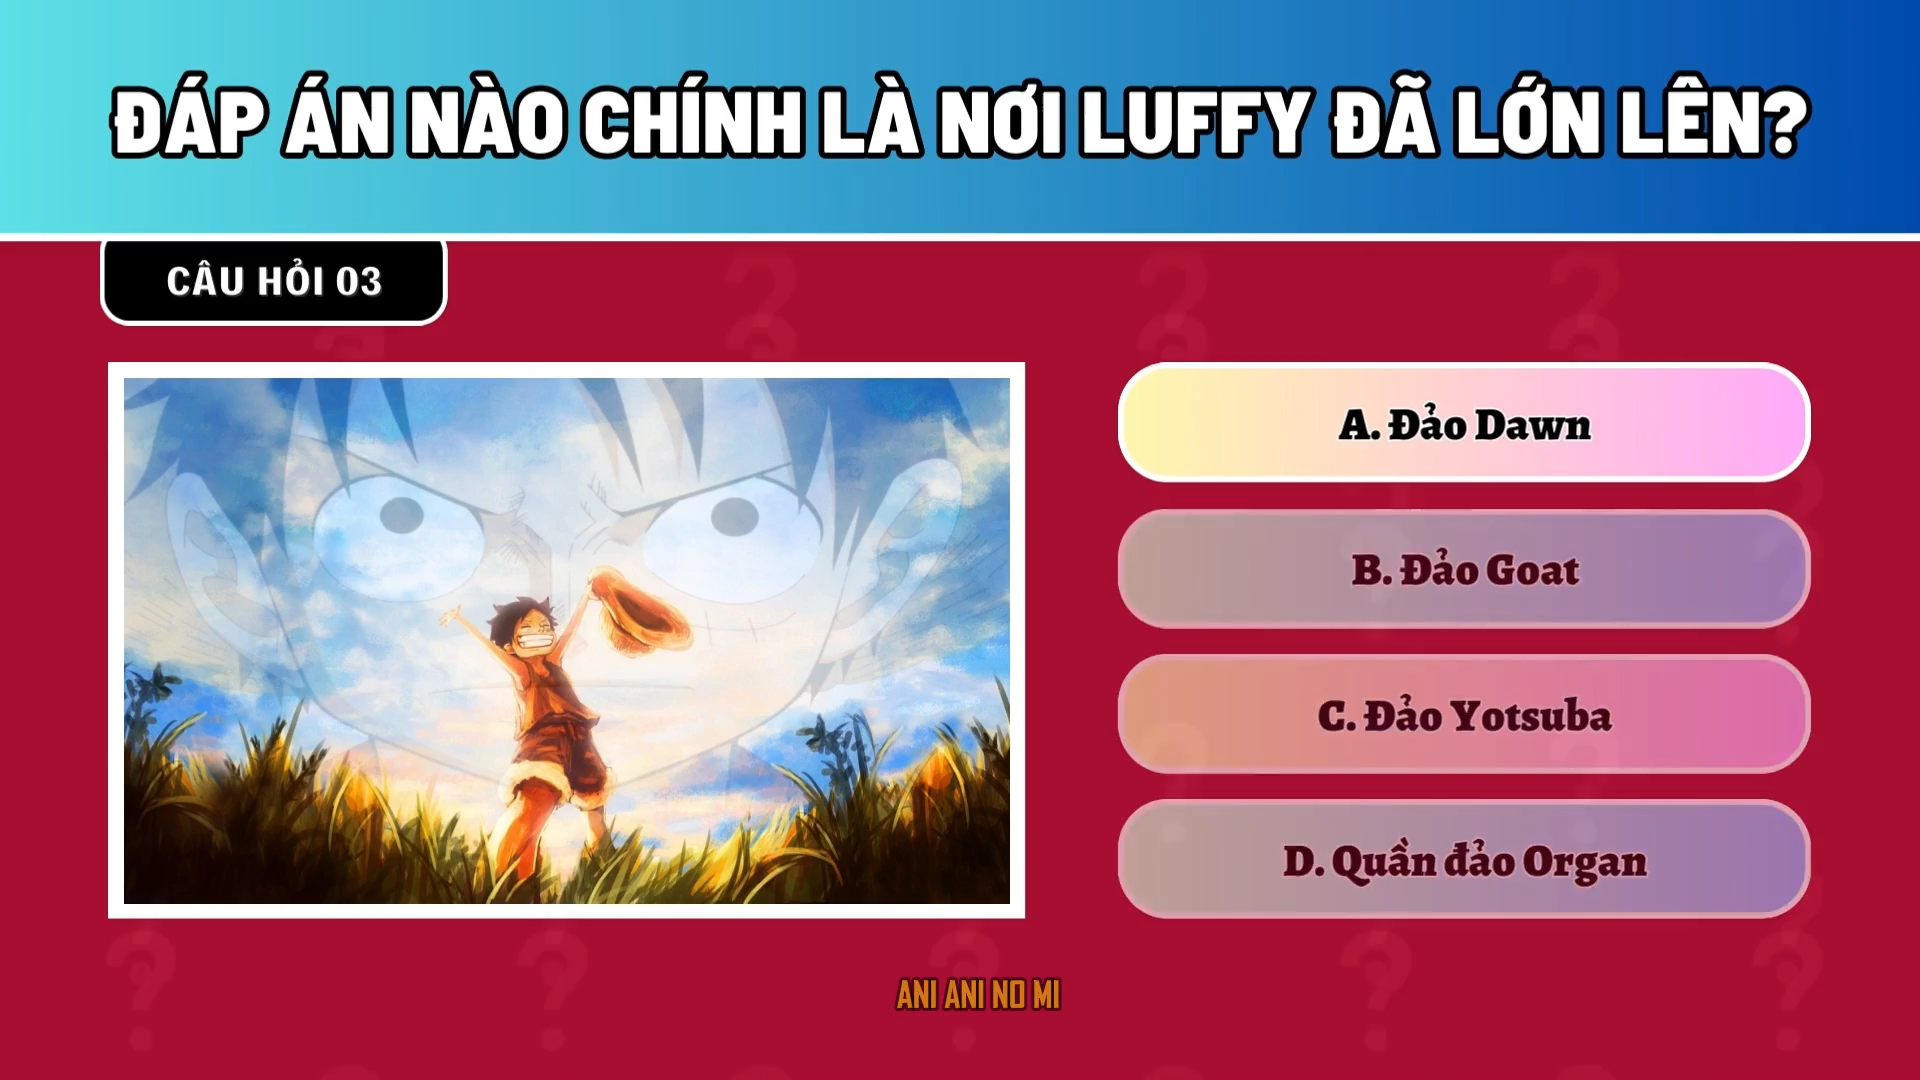 ĐÁP ÁN NÀO CHÍNH LÀ NƠI LUFFY ĐÃ LỚN LÊN?
CÂU HỎI 03
A. Đảo Dawn
B. Đảo Goat
C. Đảo Yotsuba
D. Quần đảo Organ
ANI ANI NO MI